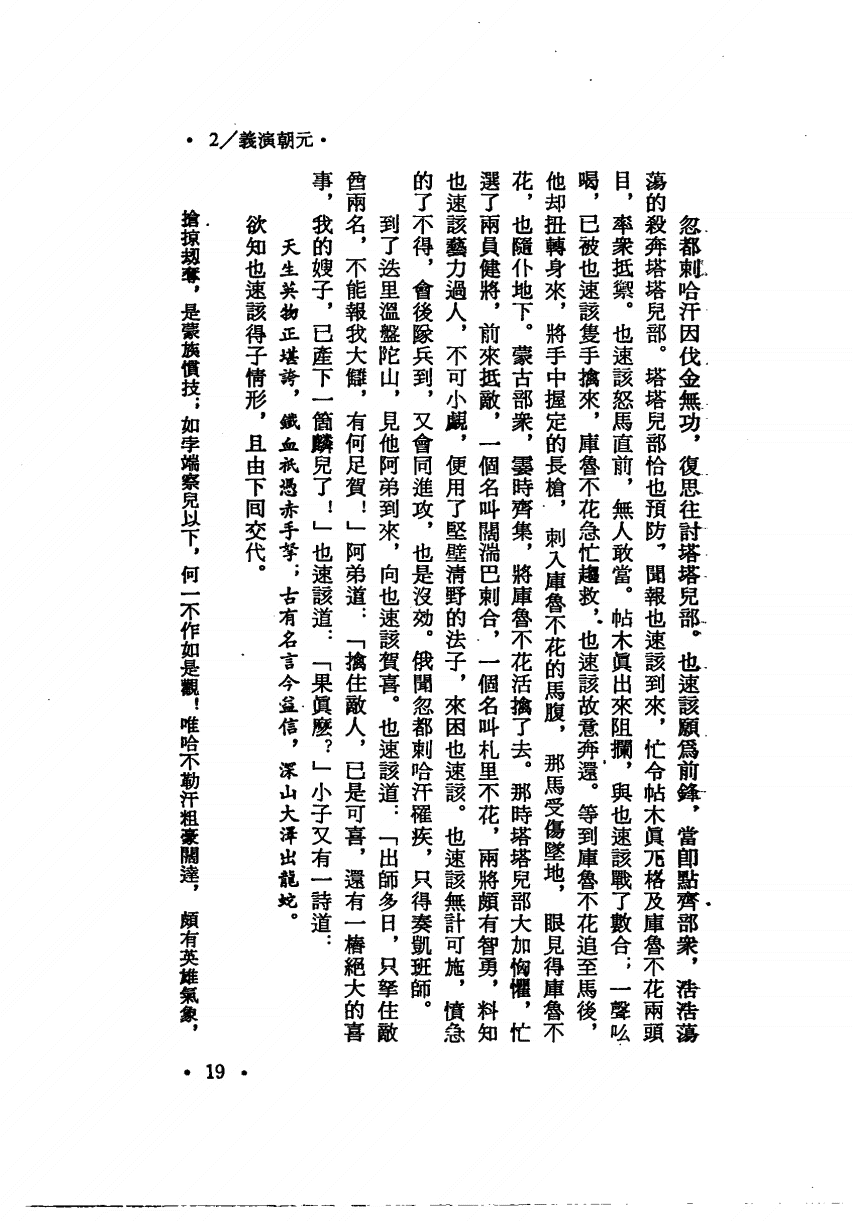 •2／義演朝元•
忽都剌哈汗因伐金無功，復思往討塔塔兒部。也速該願爲前鋒，當卽點齊部衆，浩浩蕩
蕩的殺奔塔塔兒部。塔塔兒部恰也預防，聞報也速該到來，忙令帖木眞兀格及庫魯不花兩頭
目，率衆抵禦。也速該怒馬直前，無人敢當。帖木眞出來阻攔，與也速該戰了數合；一聲吆
喝，已被也速該隻手擒來，庫魯不花急忙趨救，也速該故意奔還。等到庫魯不花追至馬後，
他却扭轉身來，將手中握定的長槍，刺入庫魯不花的馬腹，那馬受傷墜地，眼見得庫魯不
花，也隨仆地下。蒙古部衆，霎時齊集，將庫魯不花活擒了去。那時塔塔兒部大加恟懼，忙
選了兩員健將，前來抵敵，一個名叫闊湍巴剌合，一個名叫札里不花，兩將頗有智勇，料知
也速該藝力過人，不可小覷，便用了堅壁清野的法子，來困也速該。也速該無計可施，憤急
的了不得，會後隊兵到，又會同進攻，也是沒効。俄聞忽都剌哈汗罹疾，只得奏凱班師。
到了迭里溫盤陀山，見他阿弟到來，向也速該賀喜。也速該道：「出師多日，只拏住敵
酋兩名，不能報我大讎，有何足賀！」阿弟道：「擒住敵人，已是可喜，還有一樁絕大的喜
事，我的嫂子，已產下一箇麟兒了！」也速該道：「果眞麼？」小子又有一詩道：
天生英物正堪誇，鐵血祇憑赤手拏；古有名言今益信，深山大澤出龍蛇。
欲知也速該得子情形，且由下回交代。
搶掠刼奪，是蒙族慣技；如孛端察兒以下，何一不作如是觀！唯哈不勒汗粗豪闊達，頗有英雄氣象，
•19•